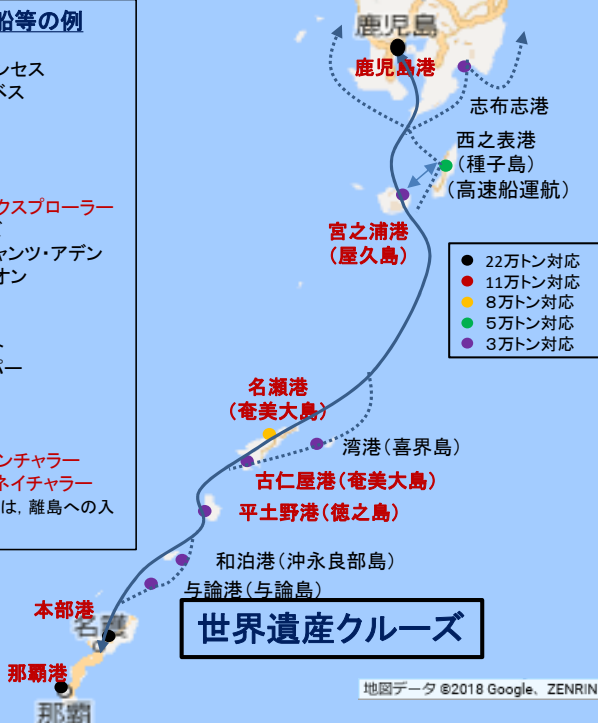 船等の例
ンセス
ベス
クスプローラー
ャンツ・アデン
オン
パー
ンチャラー
ネイチャラー
は, 離島への入
鹿児島
鹿児島港
志布志港
西之表港
(種子島)
(高速船運航)
宮之浦港
(屋久島)
22万トン対応
11万トン対応
8万トン対応
5万トン対応
3万トン対応
名瀬港
(奄美大島)
湾港(喜界島)
古仁屋港(奄美大島)
平土野港(徳之島)
和泊港(沖永良部島)
与論港(与論島)
本部港
名護
世界遺産クルーズ
那覇港
那覇
地図データ ©2018 Google、ZENRIN